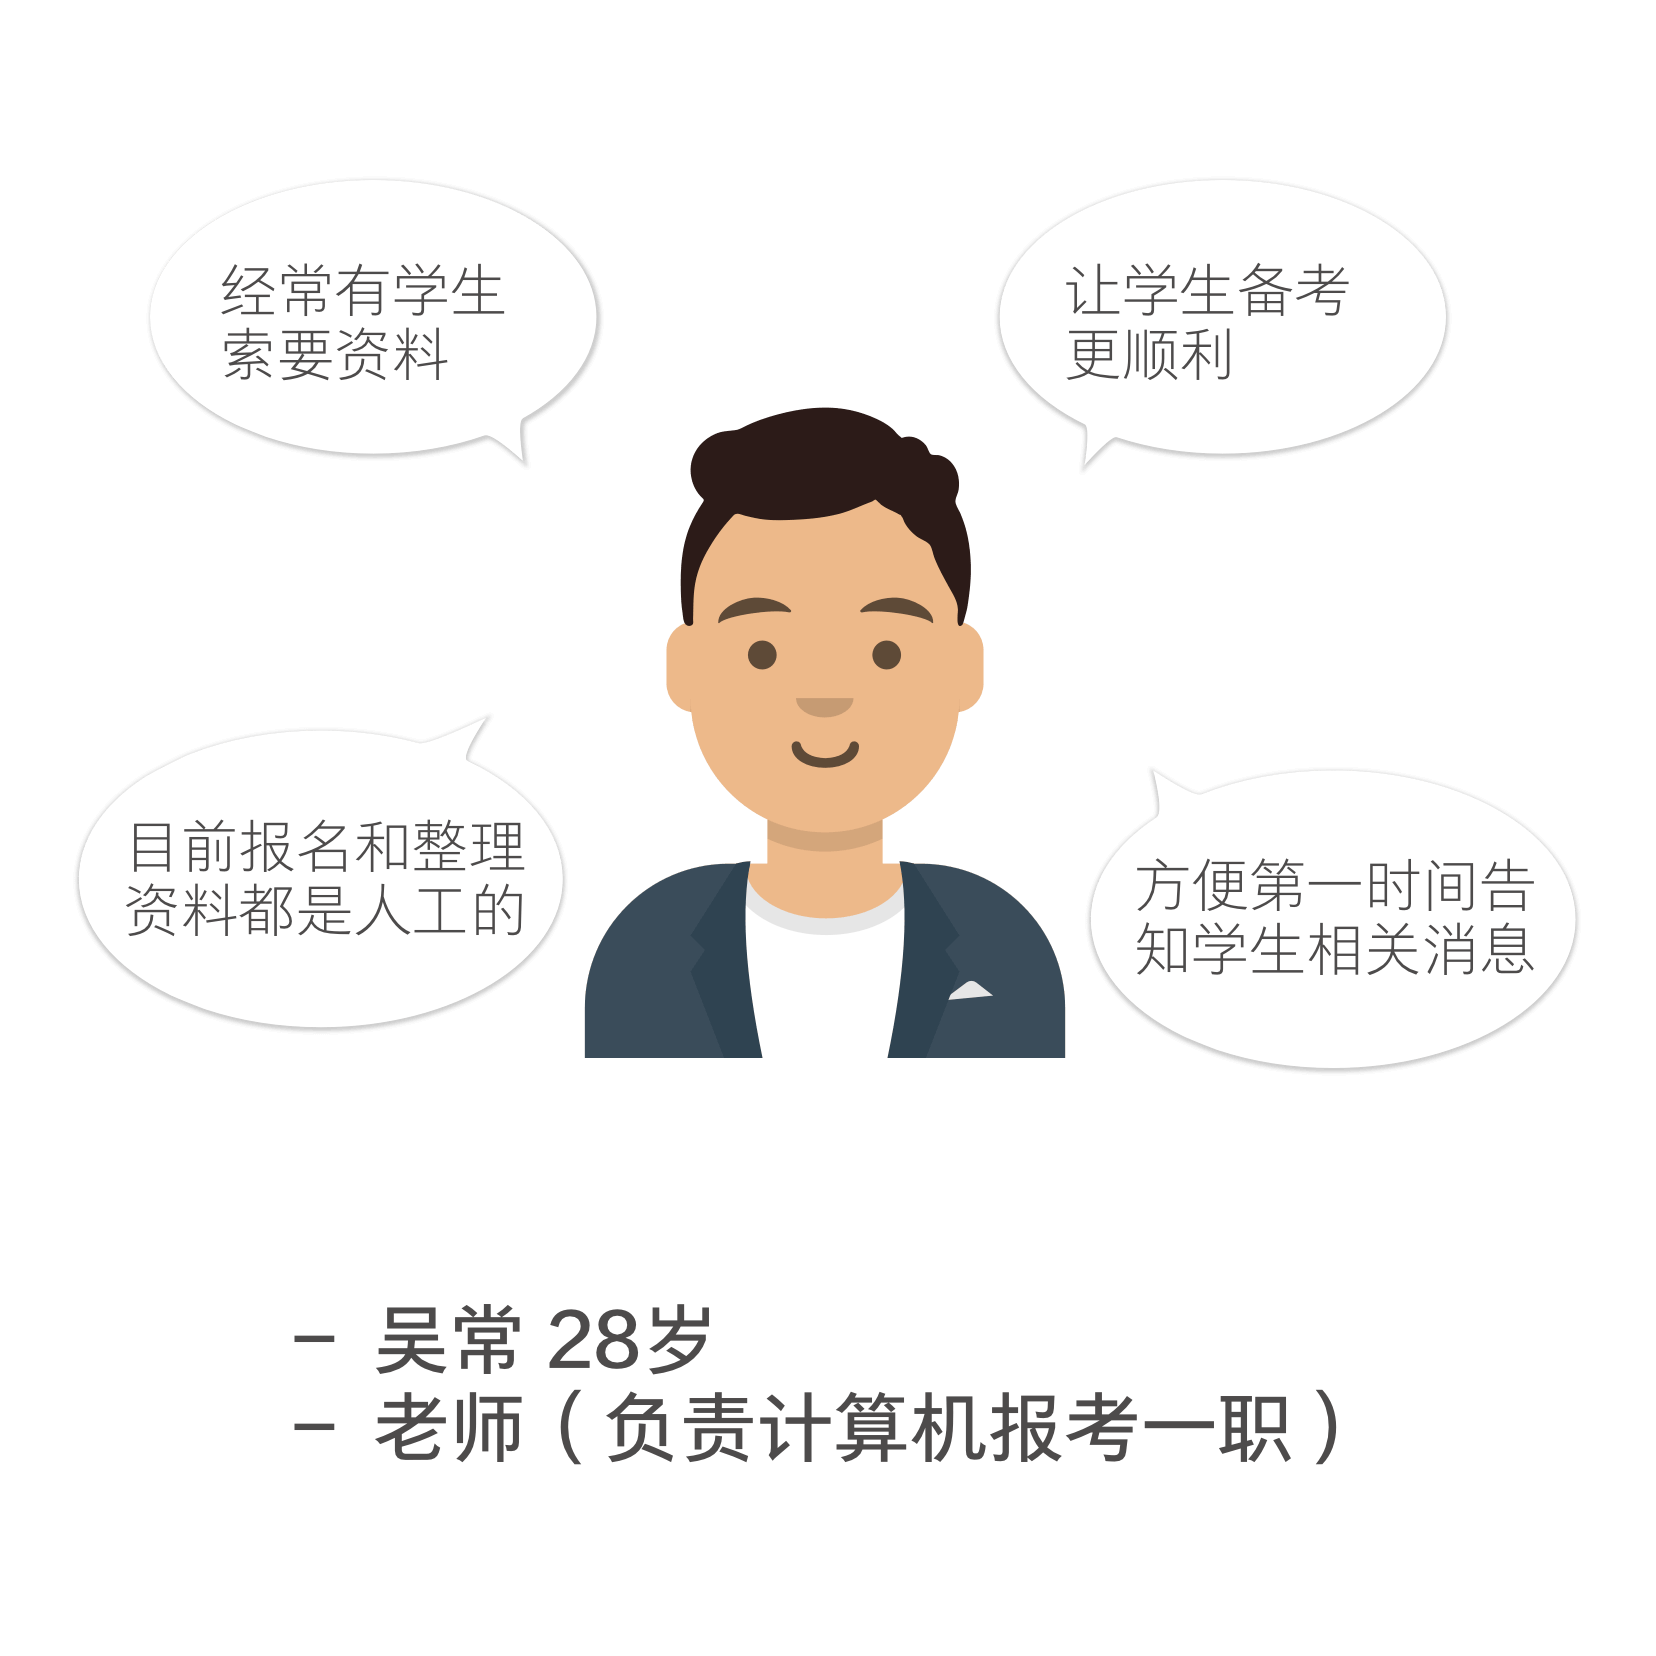 经常有学生
索要资料
让学生备考
更顺利
目前报名和整理
资料都是人工的
方便第一时间告
知学生相关消息
- 吴常 28岁
- 老师（负责计算机报考一职）